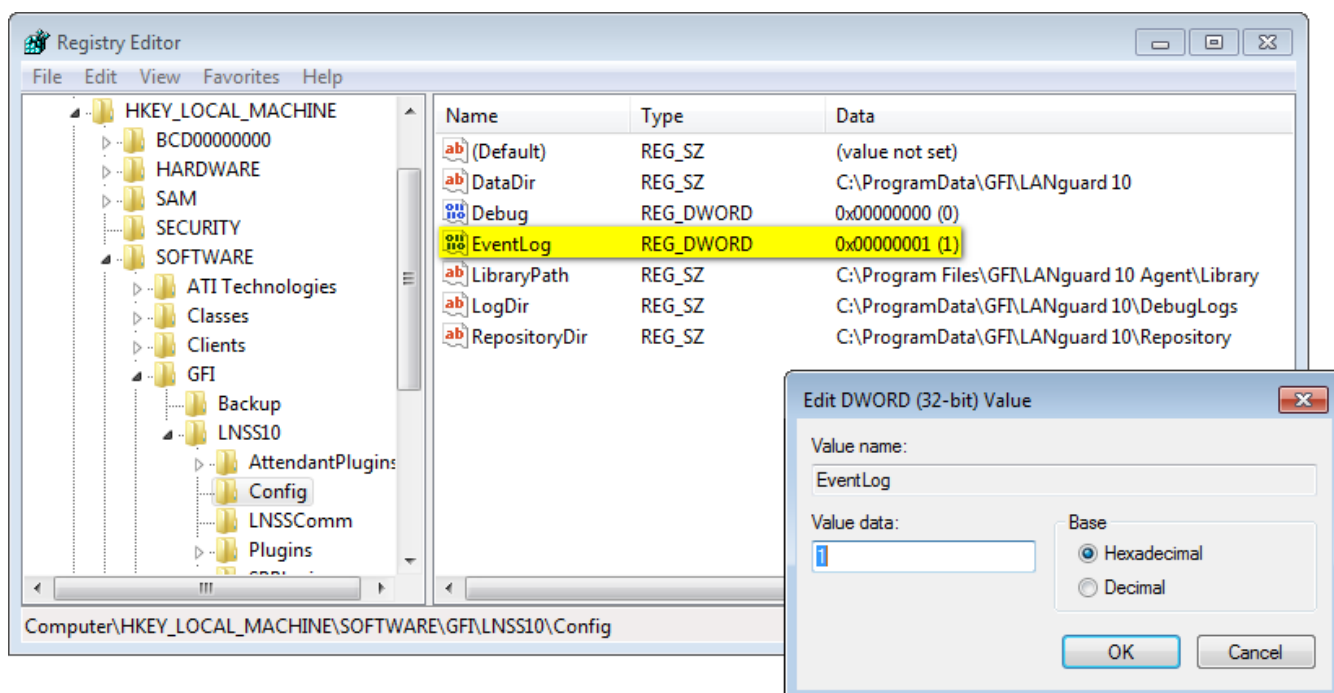 Registry Editor
File Edit View Favorites Help
HKEY_LOCAL_MACHINE
BCD00000000
HARDWARE
SAM
SECURITY
SOFTWARE
ATI Technologies
Classes
Clients
GFI
Backup
LNSS10
AttendantPlugins
Config
LNSSComm
Plugins
Name Type Data
(Default) REG_SZ (value not set)
DataDir REG_SZ C:\ProgramData\GFI\LANguard 10
Debug REG_DWORD 0x00000000 (0)
EventLog REG_DWORD 0x00000001 (1)
LibraryPath REG_SZ C:\Program Files\GFI\LANguard 10 Agent\Library
LogDir REG_SZ C:\ProgramData\GFI\LANguard 10\DebugLogs
RepositoryDir REG_SZ C:\ProgramData\GFI\LANguard 10\Repository
Computer\HKEY_LOCAL_MACHINE\SOFTWARE\GFI\LNSS10\Config
Edit DWORD (32-bit) Value
Value name:
EventLog
Value data:
1
Base
Hexadecimal
Decimal
OK Cancel